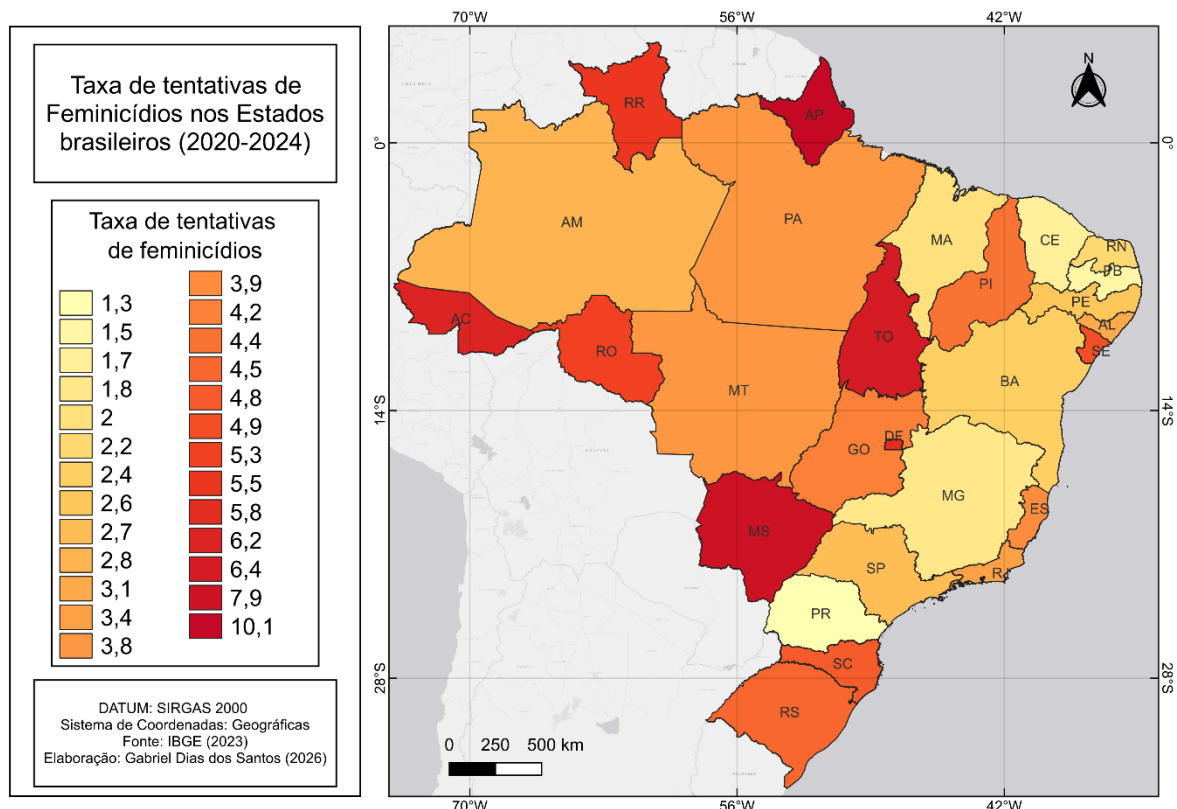 Taxa de tentativas de
Feminicídios nos Estados
brasileiros (2020-2024)
Taxa de tentativas
de feminicídios
1,3
1,5
1,7
1,8
2
2,2
2,4
2,6
2,7
2,8
3,1
3,4
3,8
3,9
4,2
4,4
4,5
4,8
4,9
5,3
5,5
5,8
6,2
6,4
7,9
10,1
DATUM: SIRGAS 2000
Sistema de Coordenadas: Geográficas
Fonte: IBGE (2023)
Elaboração: Gabriel Dias dos Santos (2026)
70°W 56°W 42°W
N
0° 0°
14°S 14°S
28°S 28°S
RR
AP
AM
PA
MA
CE
RN
PB
PI
PE
AL
SE
AC
RO
TO
BA
MT
DF
GO
MG
ES
MS
SP
RJ
PR
SC
RS
0 250 500 km
70°W 56°W 42°W